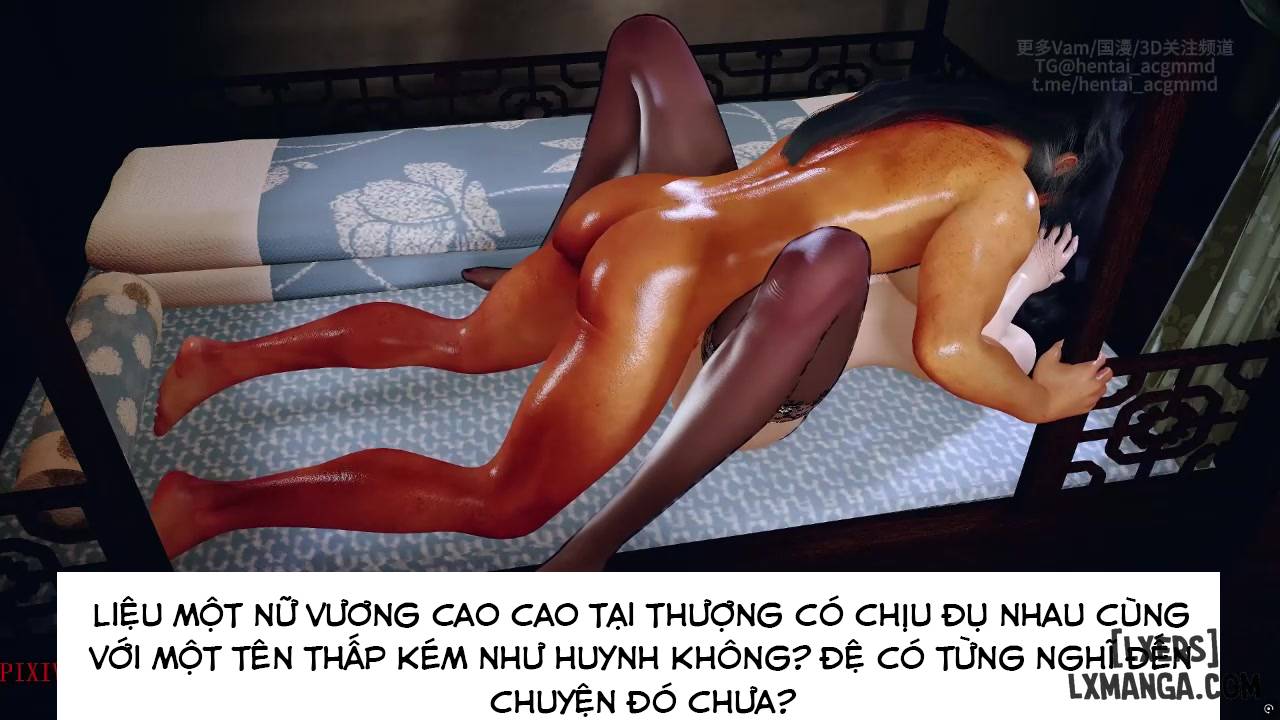 更多Vam/国漫/3D关注频道
TG@hentai_acgmmd
t.me/hentai_acgmmd
LIỆU MỘT NỮ VƯƠNG CAO CAO TẠI THƯỢNG CÓ CHỊU ĐỤ NHAU CÙNG
VỚI MỘT TÊN THẤP KÉM NHƯ HUYNH KHÔNG? ĐỆ CÓ TỪNG NGHĨ ĐẾN
CHUYỆN ĐÓ CHƯA?
[LXERS]
LXMANGA.COM